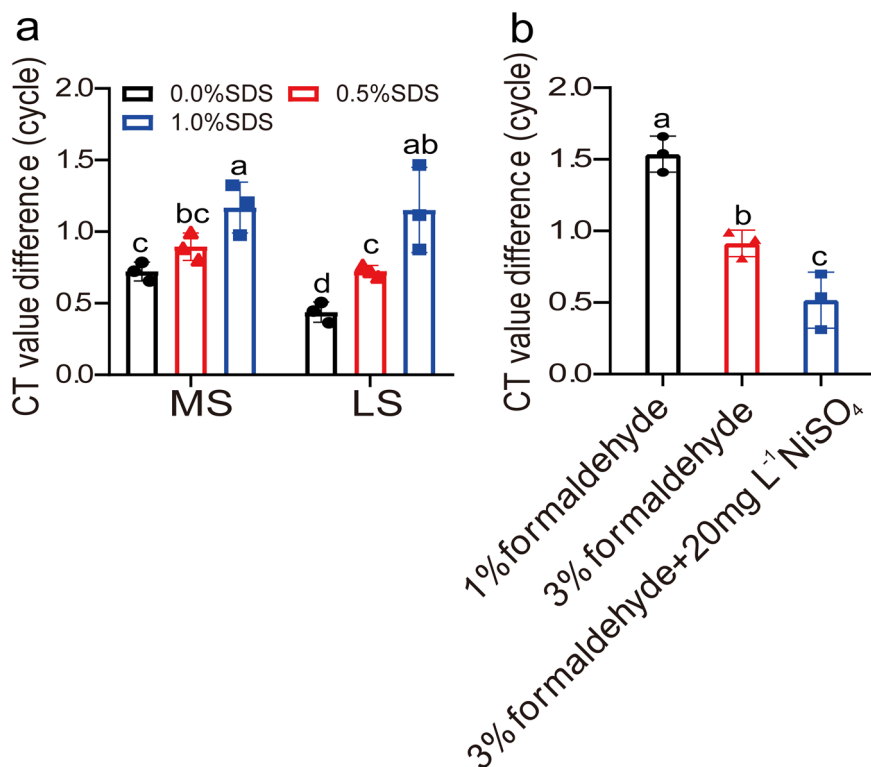 a
CT value difference (cycle)
2.0
1.5
1.0
0.5
0.0
0.0%SDS
0.5%SDS
1.0%SDS
c
bc
a
d
c
ab
MS
LS
b
CT value difference (cycle)
2.0
1.5
1.0
0.5
0.0
a
b
c
1%formaldehyde
3%formaldehyde
3%formaldehyde+20mg L⁻¹NiSO₄